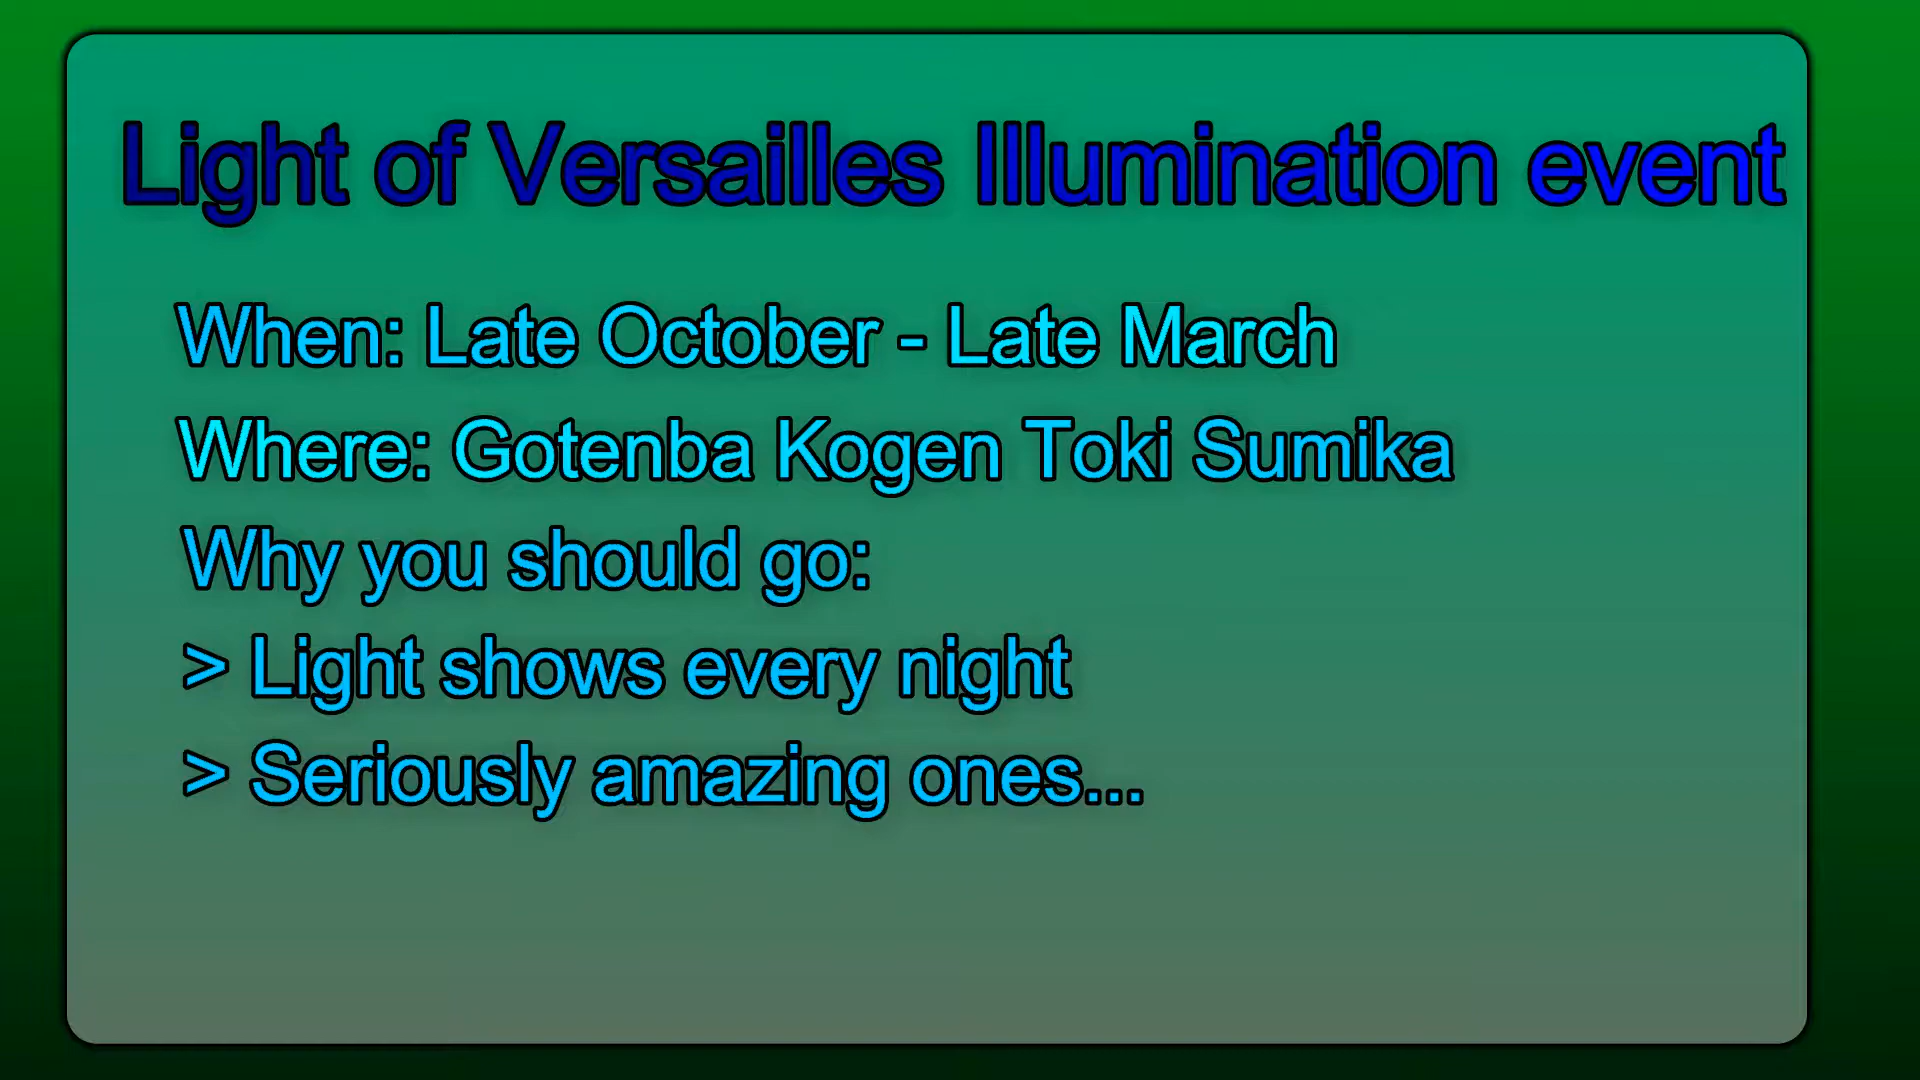 Light of Versailles Illumination event
When: Late October - Late March
Where: Gotenba Kogen Toki Sumika
Why you should go:
> Light shows every night
> Seriously amazing ones...